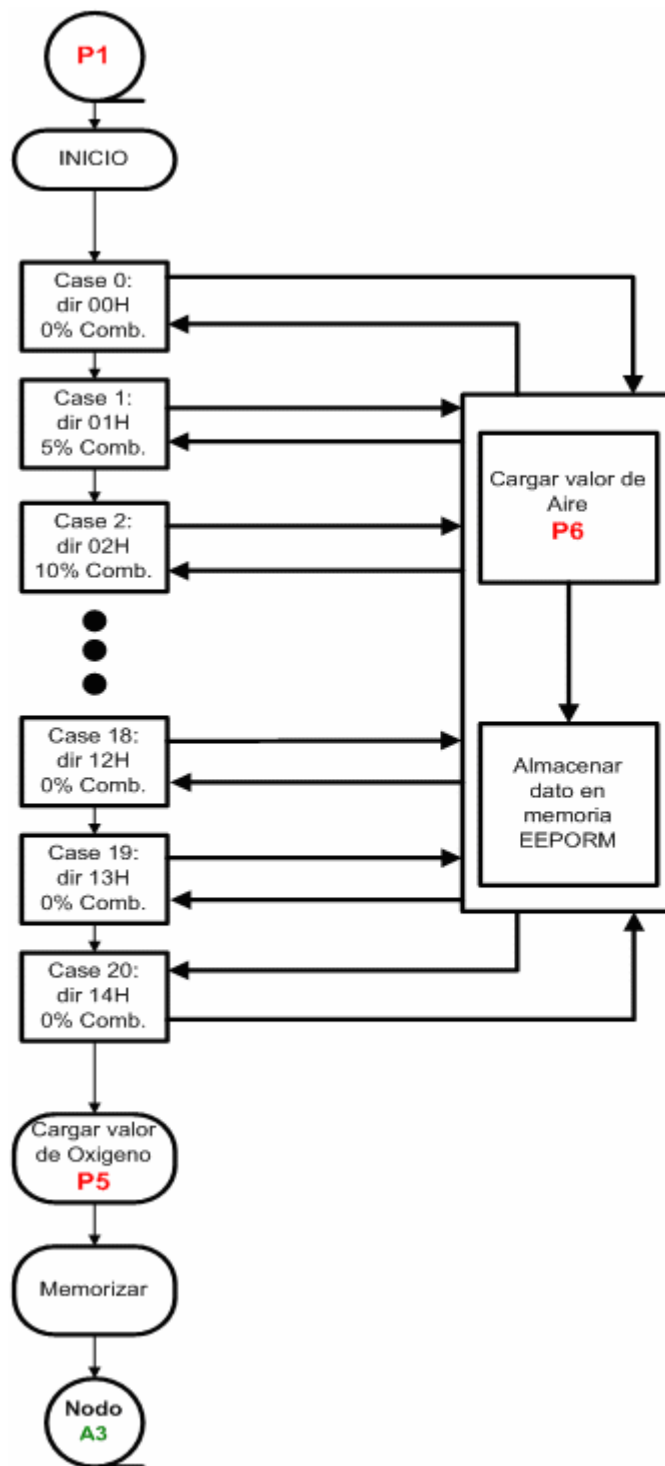 P1
INICIO
Case 0:
dir 00H
0% Comb.
Case 1:
dir 01H
5% Comb.
Case 2:
dir 02H
10% Comb.
Cargar valor de
Aire
P6
Case 18:
dir 12H
0% Comb.
Almacenar
dato en
memoria
EEPORM
Case 19:
dir 13H
0% Comb.
Case 20:
dir 14H
0% Comb.
Cargar valor
de Oxigeno
P5
Memorizar
Nodo
A3